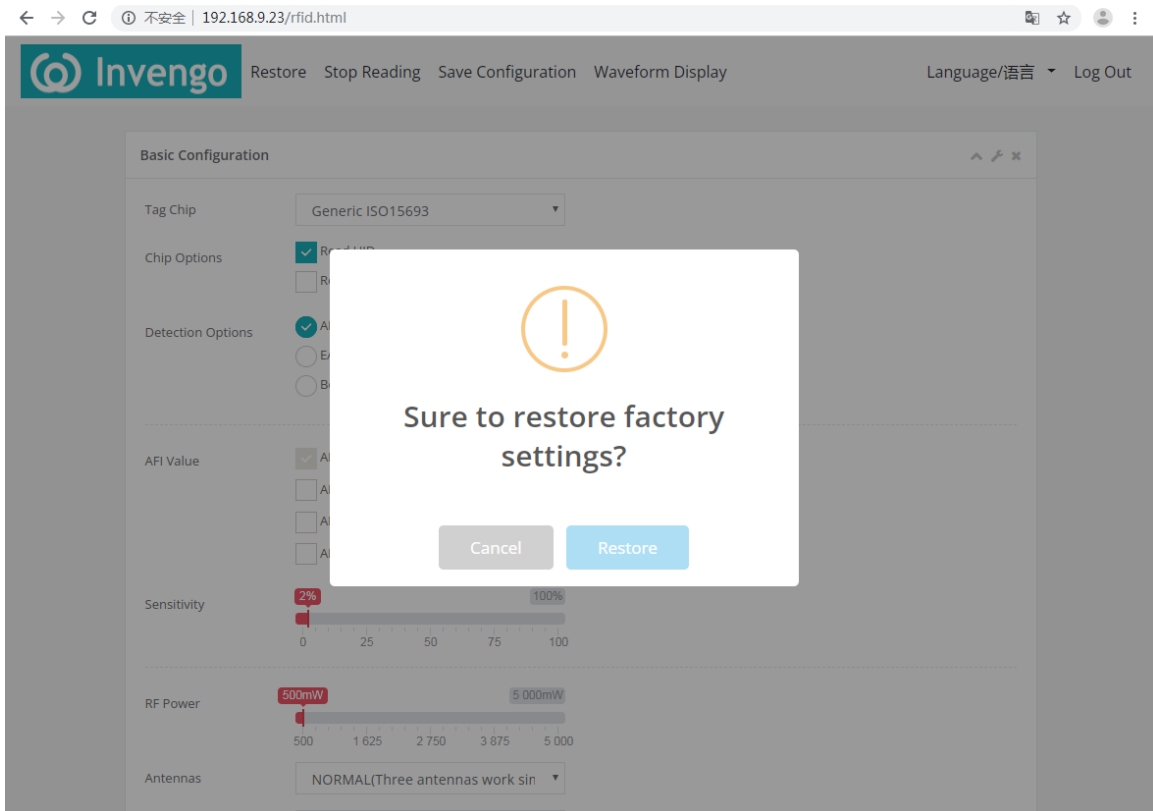 不安全 | 192.168.9.23/rfid.html
Invengo Restore Stop Reading Save Configuration Waveform Display Language/语言 Log Out
Basic Configuration
Tag Chip Generic ISO15693
Chip Options Read UID
Detection Options
Sure to restore factory
settings?
AFI Value
Cancel Restore
Sensitivity 2% 100%
0 25 50 75 100
RF Power 500mW 5 000mW
500 1 625 2 750 3 875 5 000
Antennas NORMAL(Three antennas work sin